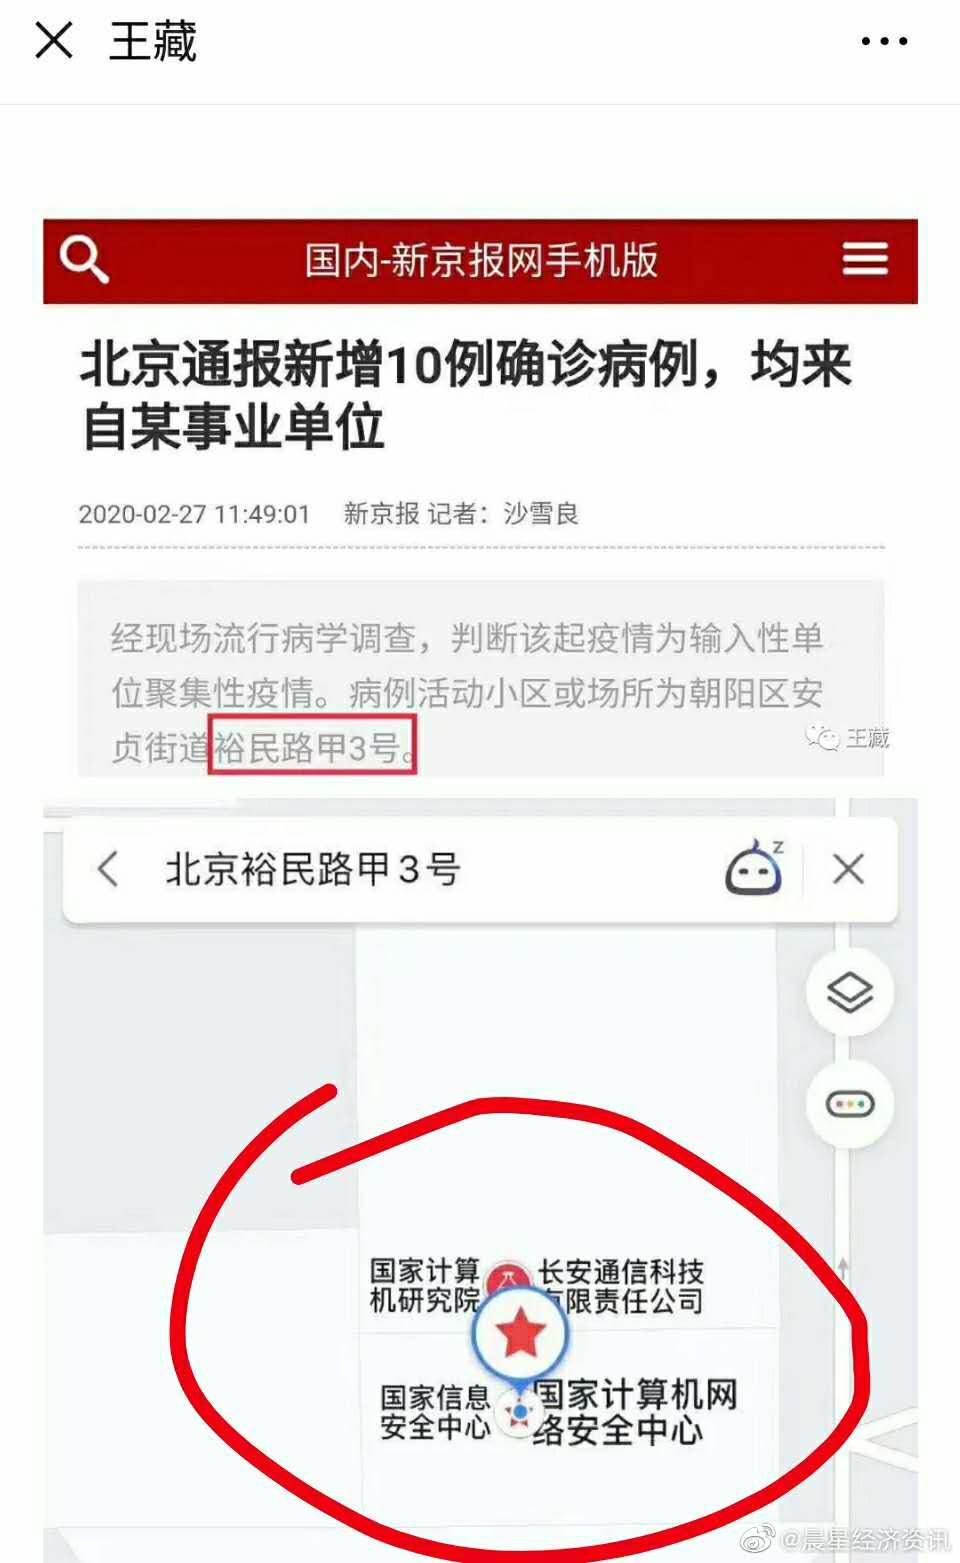 王藏
国内-新京报网手机版
北京通报新增10例确诊病例，均来
自某事业单位
2020-02-27 11:49:01 新京报 记者：沙雪良
经现场流行病学调查，判断该起疫情为输入性单
位聚集性疫情。病例活动小区或场所为朝阳区安
贞街道裕民路甲3号。
王藏
北京裕民路甲3号
z
国家计算
机研究院
长安通信科技
有限责任公司
国家信息
安全中心
国家计算机网
络安全中心
@晨星经济资讯